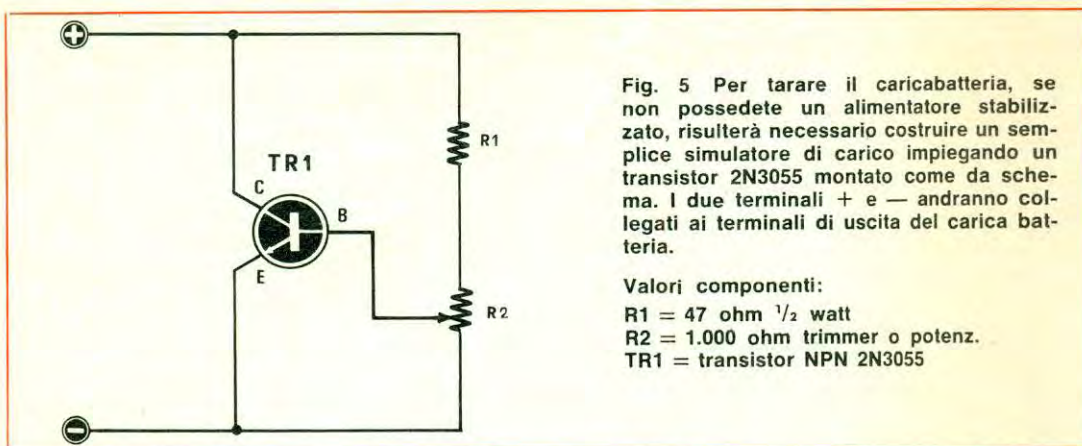 +
R1
TR1
C
B
E
R2
−
Fig. 5 Per tarare il caricabatteria, se
non possedete un alimentatore stabiliz-
zato, risulterà necessario costruire un sem-
plice simulatore di carico impiegando un
transistor 2N3055 montato come da sche-
ma. I due terminali + e — andranno col-
legati ai terminali di uscita del carica bat-
teria.
Valori componenti:
R1 = 47 ohm 1/2 watt
R2 = 1.000 ohm trimmer o potenz.
TR1 = transistor NPN 2N3055